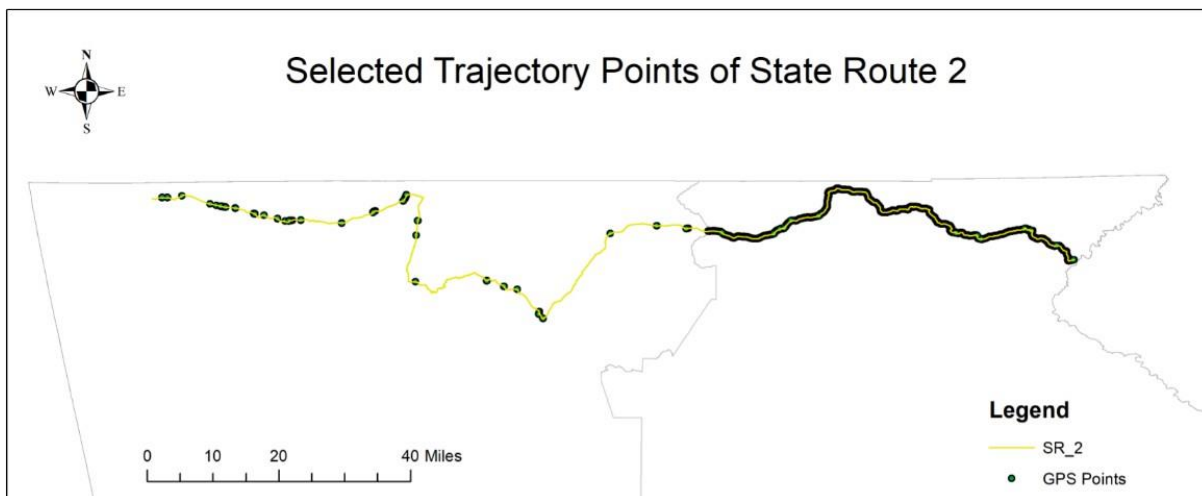 N
W E
S
Selected Trajectory Points of State Route 2
Legend
SR_2
GPS Points
0 10 20 40 Miles